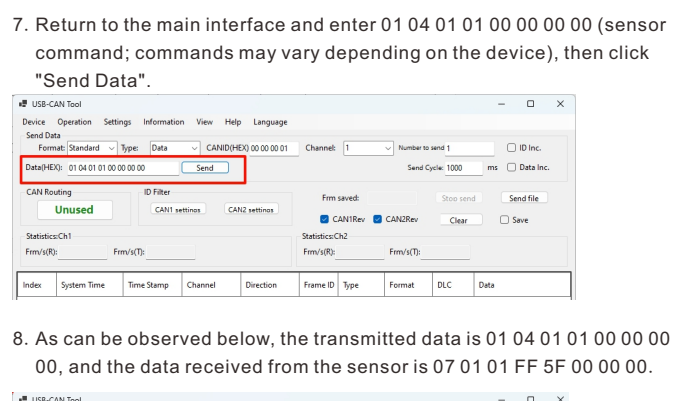 7. Return to the main interface and enter 01 04 01 01 00 00 00 00 (sensor
command; commands may vary depending on the device), then click
"Send Data".
USB-CAN Tool
Device Operation Settings Information View Help Language
Send Data
Format: Standard Type: Data CANID(HEX) 00 00 00 01 Channel: 1 Number to send 1 ID Inc.
Data(HEX): 01 04 01 01 00 00 00 00 Send Send Cycle: 1000 ms Data Inc.
CAN Routing ID Filter
Unused CAN1 settings CAN2 settings Frm saved: Stop send Send file
CAN1Rev CAN2Rev Clear Save
Statistics:Ch1 Statistics:Ch2
Frm/s(R): Frm/s(T): Frm/s(R): Frm/s(T):
Index System Time Time Stamp Channel Direction Frame ID Type Format DLC Data
8. As can be observed below, the transmitted data is 01 04 01 01 00 00 00
00, and the data received from the sensor is 07 01 01 FF 5F 00 00 00.
USB-CAN Tool